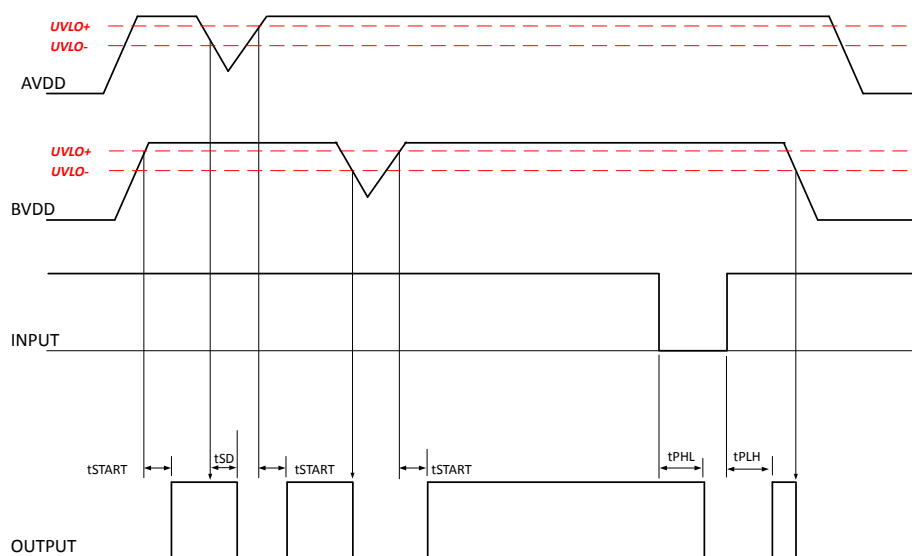 UVLO+
UVLO-
AVDD
UVLO+
UVLO-
BVDD
INPUT
tSTART
tSD
tSTART
tSTART
tPHL
tPLH
OUTPUT